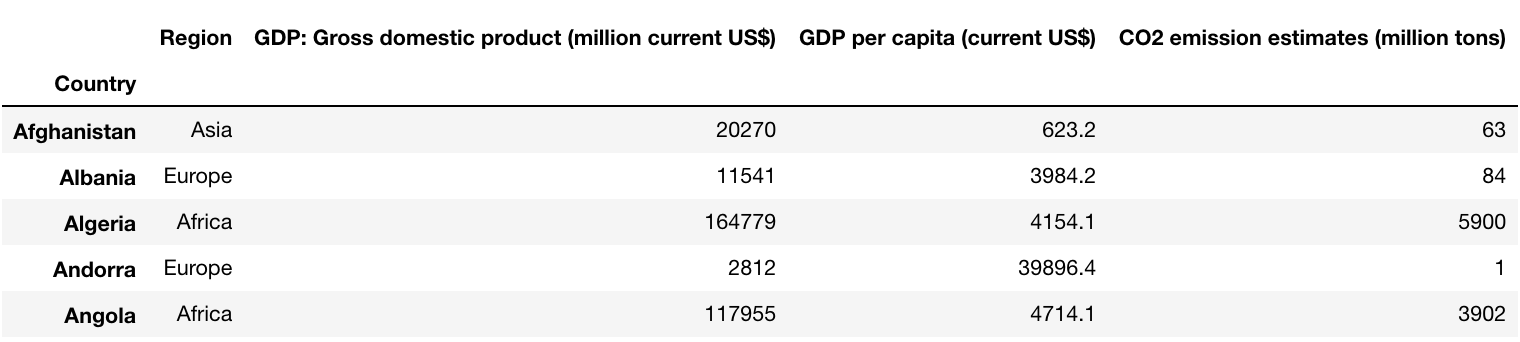 Region GDP: Gross domestic product (million current US$) GDP per capita (current US$) CO2 emission estimates (million tons)
Country
Afghanistan Asia 20270 623.2 63
Albania Europe 11541 3984.2 84
Algeria Africa 164779 4154.1 5900
Andorra Europe 2812 39896.4 1
Angola Africa 117955 4714.1 3902